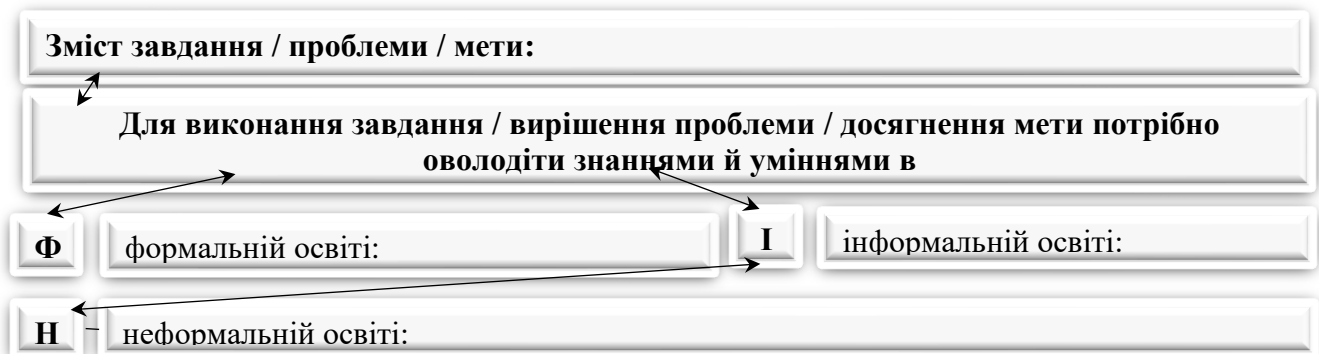 Зміст завдання / проблеми / мети:
Для виконання завдання / вирішення проблеми / досягнення мети потрібно
оволодіти знаннями й уміннями в
Ф формальній освіті:
І інформальній освіті:
Н неформальній освіті: